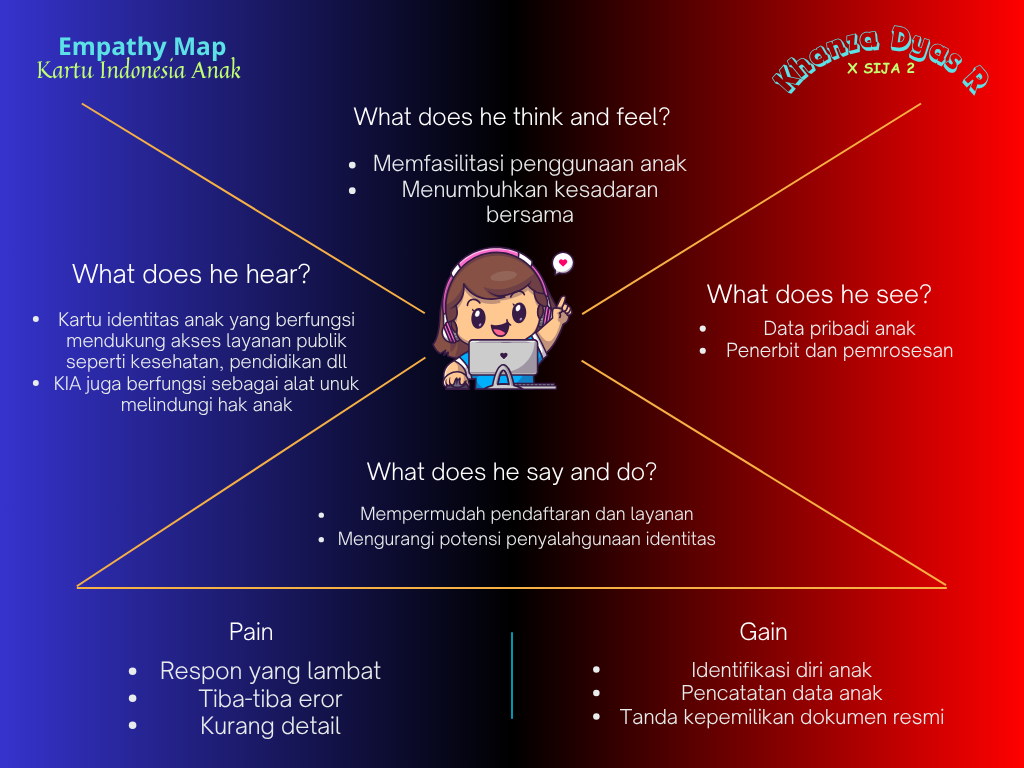 Empathy Map
Kartu Indonesia Anak
Khanza Dyas R
X SIJA 2
What does he think and feel?
• Memfasilitasi penggunaan anak
• Menumbuhkan kesadaran
bersama
What does he hear?
• Kartu identitas anak yang berfungsi
mendukung akses layanan publik
seperti kesehatan, pendidikan dll
• KIA juga berfungsi sebagai alat unuk
melindungi hak anak
What does he see?
• Data pribadi anak
• Penerbit dan pemrosesan
What does he say and do?
• Mempermudah pendaftaran dan layanan
• Mengurangi potensi penyalahgunaan identitas
Pain
• Respon yang lambat
• Tiba-tiba eror
• Kurang detail
Gain
• Identifikasi diri anak
• Pencatatan data anak
• Tanda kepemilikan dokumen resmi